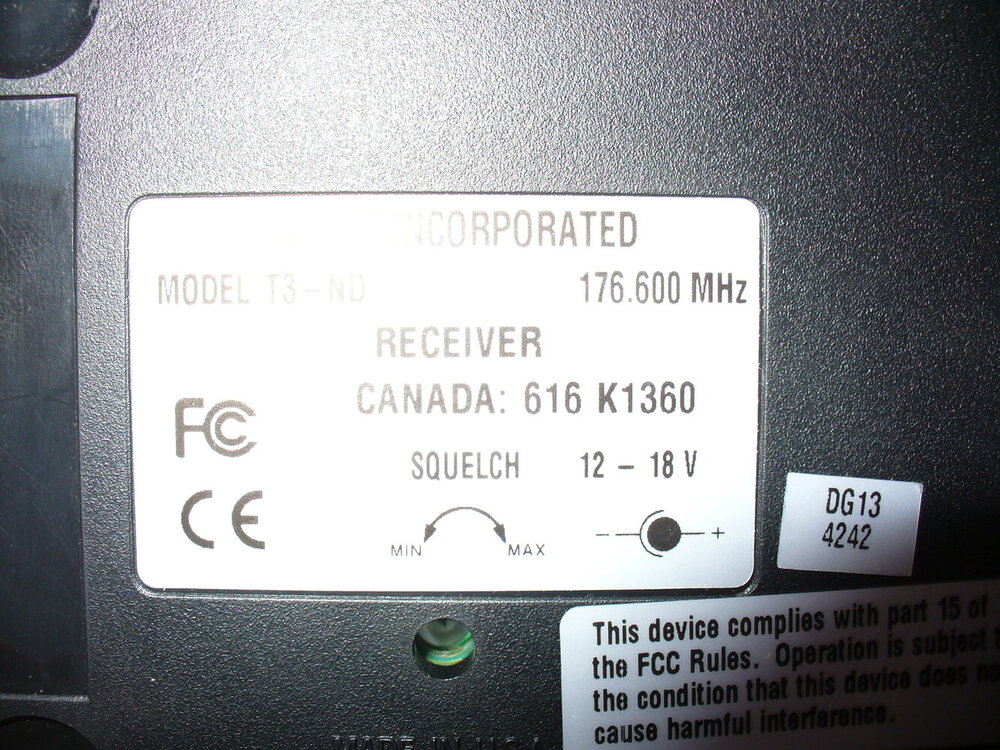 INCORPORATED
MODEL T3-ND 176.600 MHz
RECEIVER
CANADA: 616 K1360
FC
SQUELCH 12 - 18 V
CE
MIN MAX - +
DG13
4242
This device complies with part 15 of
the FCC Rules. Operation is subject
the condition that this device does
cause harmful interference.
MADE IN